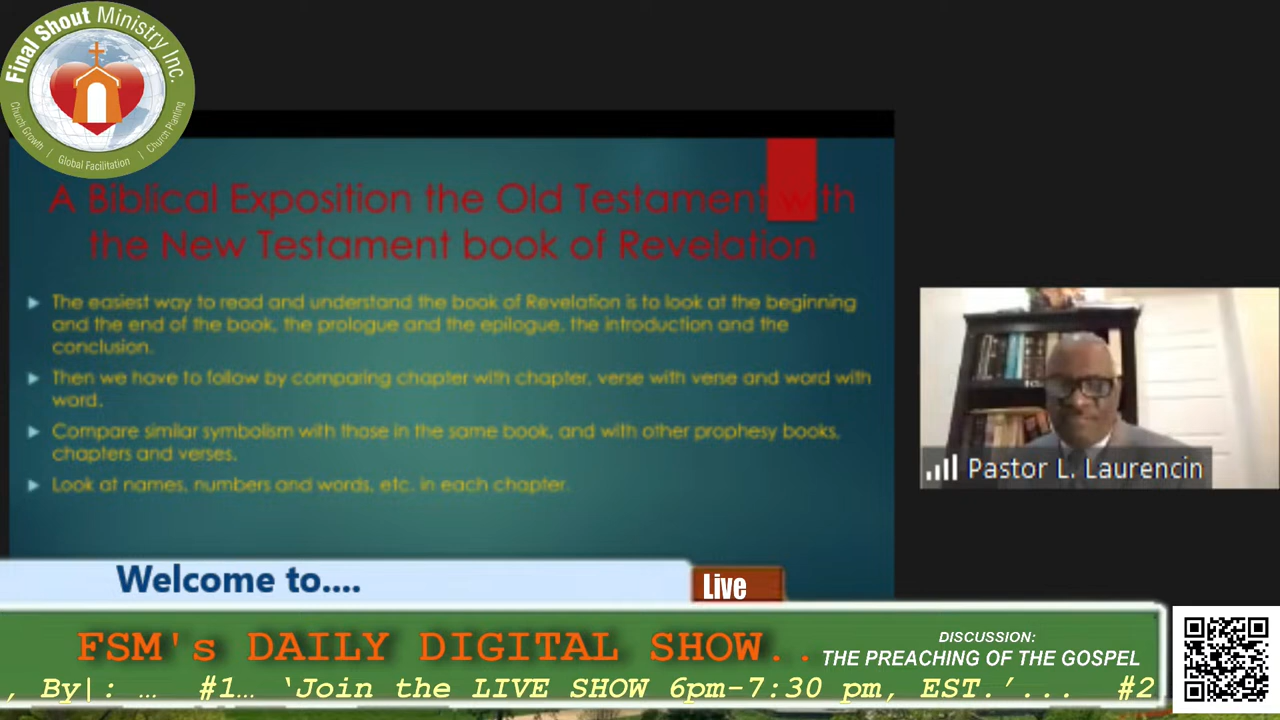 Final Shout Ministry Inc.
Church Growth | Global Facilitation | Church Planting
A Biblical Exposition the Old Testament with
the New Testament book of Revelation
The easiest way to read and understand the book of Revelation is to look at the beginning
and the end of the book, the prologue and the epilogue, the introduction and the
conclusion.
Then we have to follow by comparing chapter with chapter, verse with verse and word with
word.
Compare similar symbolism with those in the same book, and with other prophesy books,
chapters and verses.
Look at names, numbers and words, etc. in each chapter.
Pastor L. Laurencin
Welcome to....
Live
FSM's DAILY DIGITAL SHOW..
DISCUSSION:
THE PREACHING OF THE GOSPEL
, By|: … #1… ‘Join the LIVE SHOW 6pm-7:30 pm, EST.’... #2